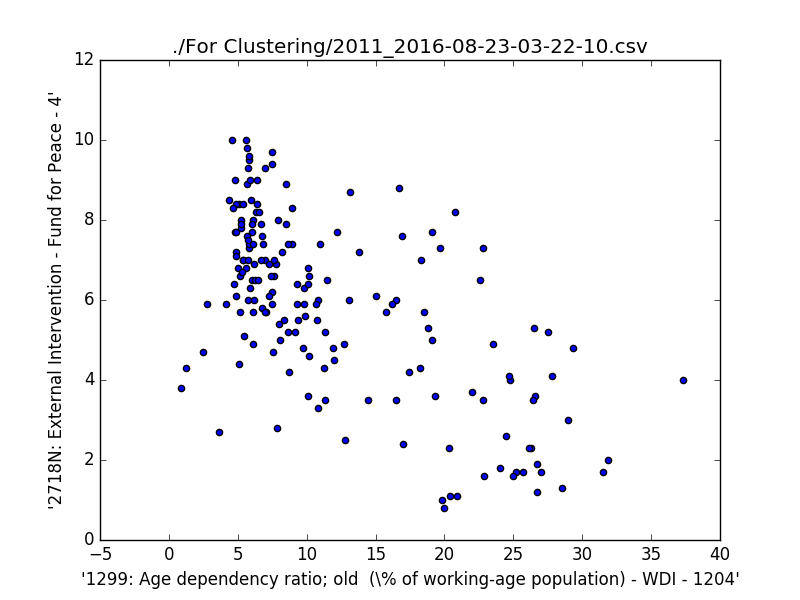 ./For Clustering/2011_2016-08-23-03-22-10.csv
12
10
8
6
4
2
0
'2718N: External Intervention - Fund for Peace - 4'
−5 0 5 10 15 20 25 30 35 40
'1299: Age dependency ratio; old  (\% of working-age population) - WDI - 1204'